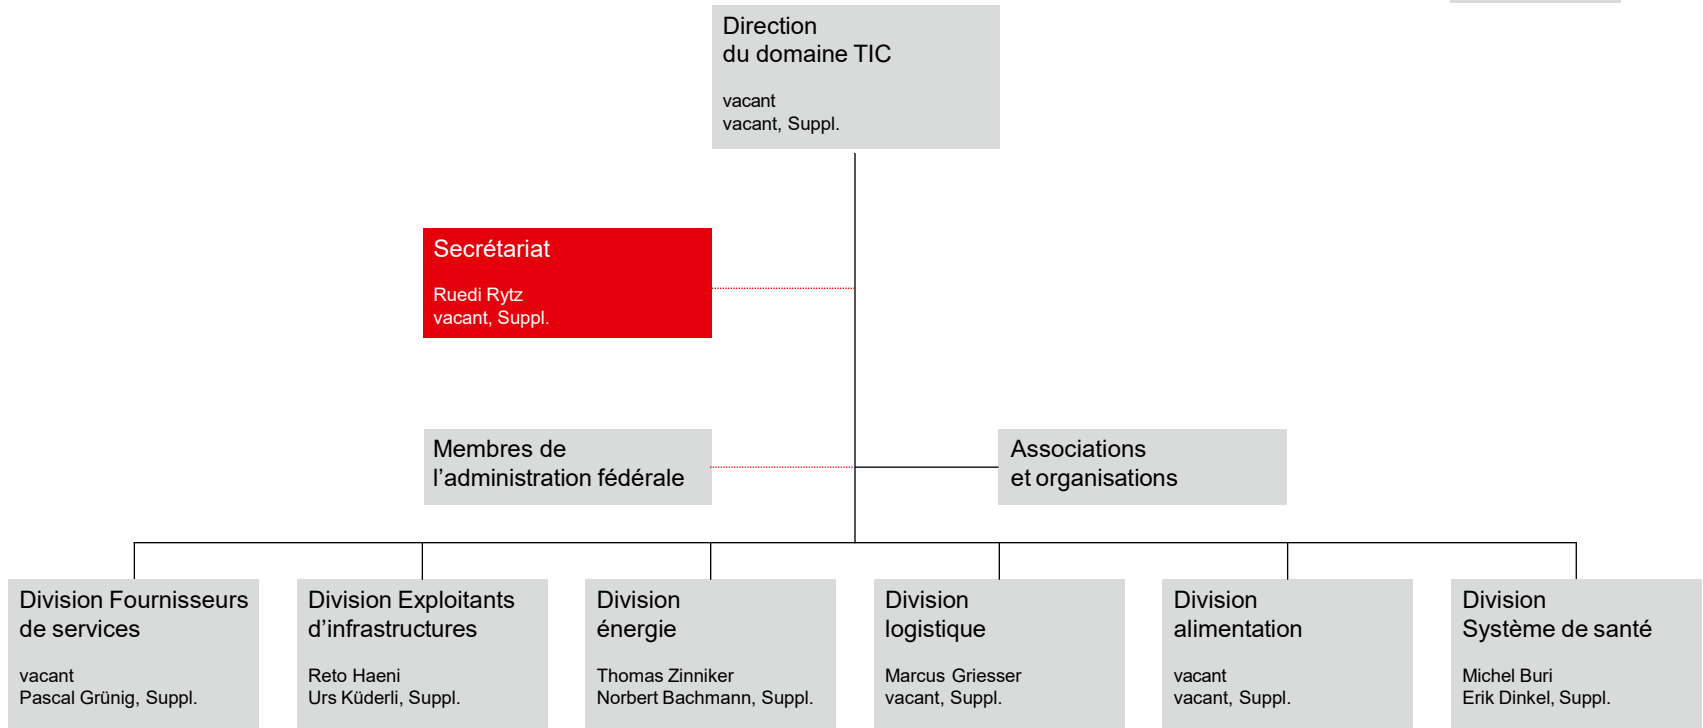 Direction
du domaine TIC
vacant
vacant, Suppl.
Secrétariat
Ruedi Rytz
vacant, Suppl.
Membres de
l’administration fédérale
Associations
et organisations
Division Fournisseurs
de services
vacant
Pascal Grünig, Suppl.
Division Exploitants
d’infrastructures
Reto Haeni
Urs Küderli, Suppl.
Division
énergie
Thomas Zinniker
Norbert Bachmann, Suppl.
Division
logistique
Marcus Griesser
vacant, Suppl.
Division
alimentation
vacant
vacant, Suppl.
Division
Système de santé
Michel Buri
Erik Dinkel, Suppl.